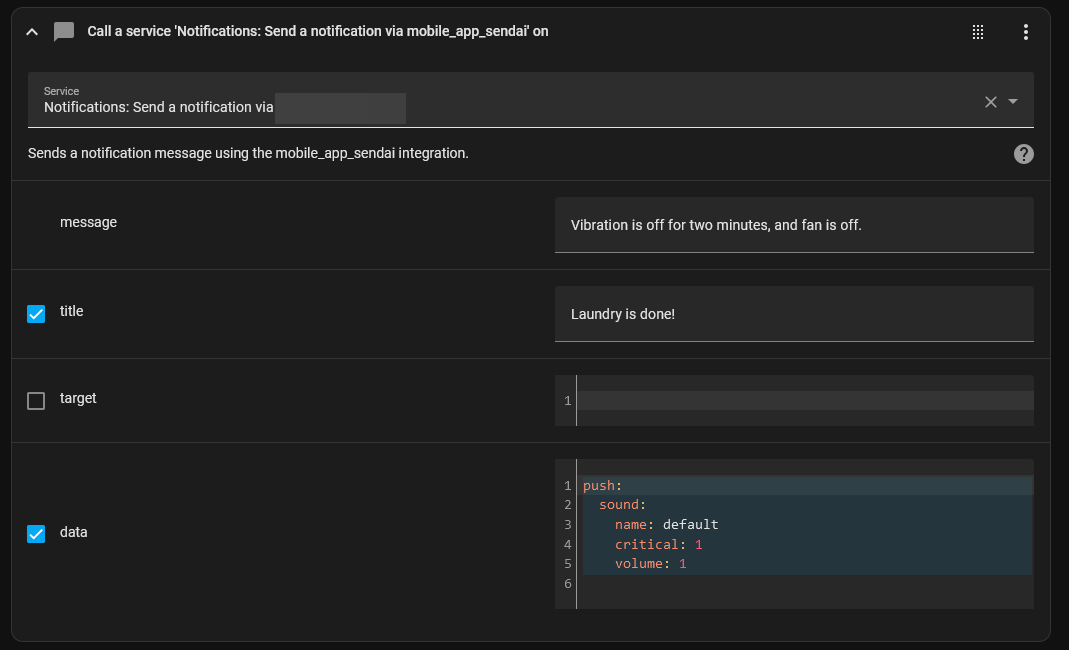 Call a service 'Notifications: Send a notification via mobile_app_sendai' on
Service
Notifications: Send a notification via
Sends a notification message using the mobile_app_sendai integration.
message
Vibration is off for two minutes, and fan is off.
title
Laundry is done!
target
1
data
1 push:
2 sound:
3 name: default
4 critical: 1
5 volume: 1
6